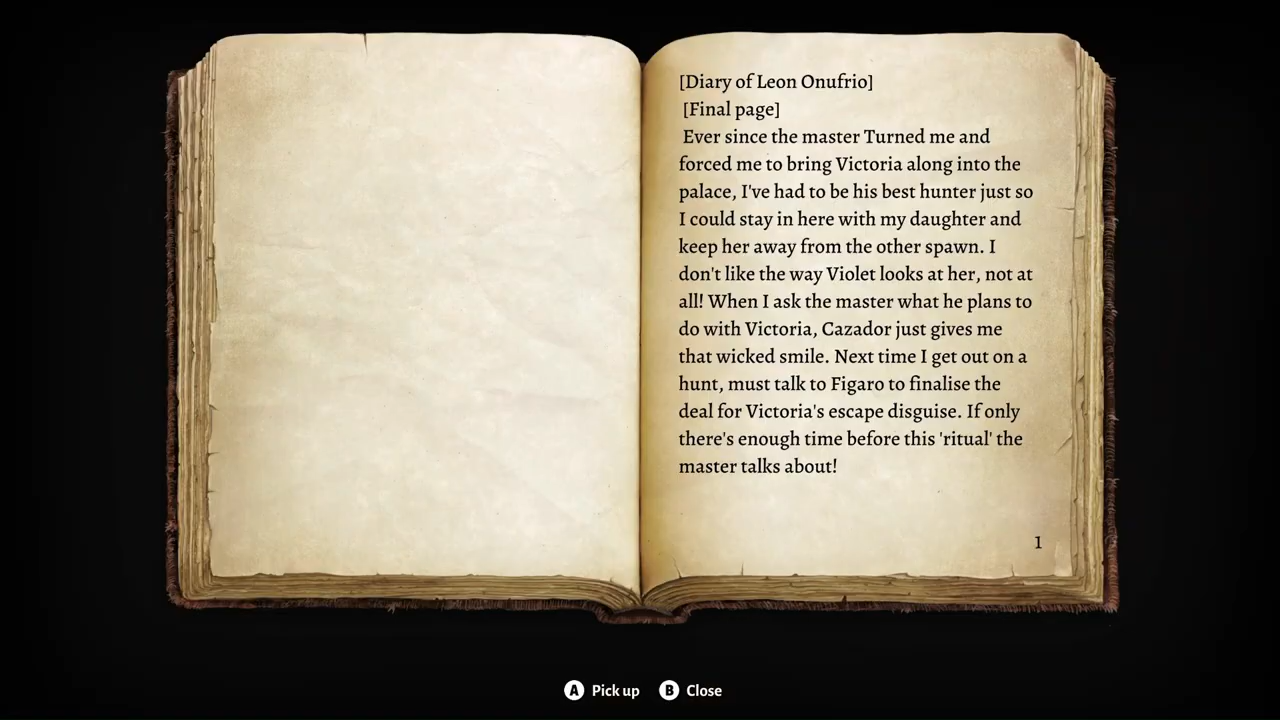 [Diary of Leon Onufrio]
[Final page]
Ever since the master Turned me and
forced me to bring Victoria along into the
palace, I've had to be his best hunter just so
I could stay in here with my daughter and
keep her away from the other spawn. I
don't like the way Violet looks at her, not at
all! When I ask the master what he plans to
do with Victoria, Cazador just gives me
that wicked smile. Next time I get out on a
hunt, must talk to Figaro to finalise the
deal for Victoria's escape disguise. If only
there's enough time before this 'ritual' the
master talks about!
1
A Pick up B Close